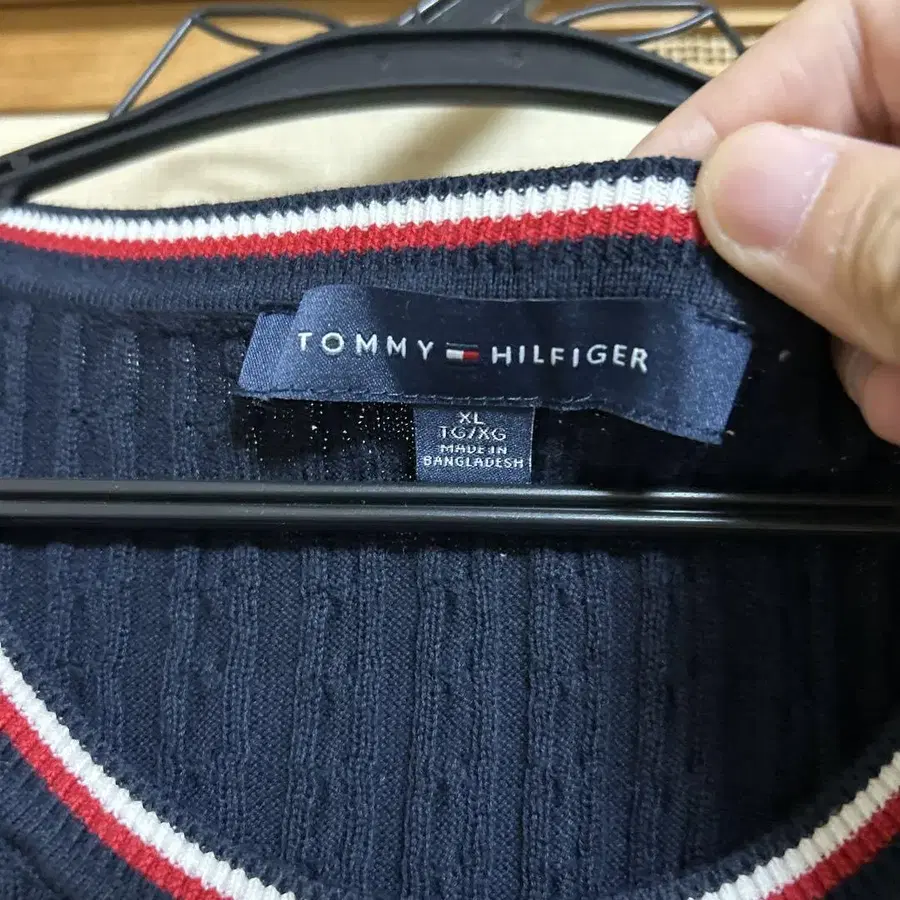 TOMMY HILFIGER
XL
TG/XG
MADE IN
BANGLADESH